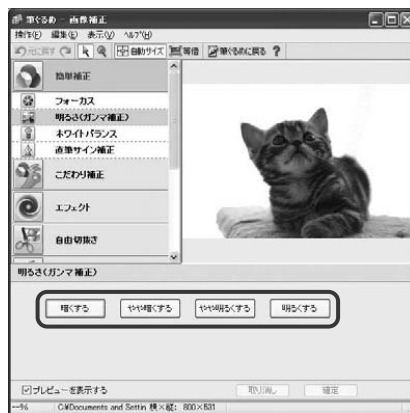 筆ぐるめ - 画像補正
操作(F) 編集(E) 表示(V) ヘルプ(H)
元に戻す 自動サイズ 等倍 筆ぐるめに戻る ?
簡単補正
フォーカス
明るさ(ガンマ補正)
ホワイトバランス
直筆サイン補正
こだわり補正
エフェクト
自由切抜き
明るさ(ガンマ補正)
暗くする やや暗くする やや明るくする 明るくする
プレビューを表示する 取り消し 確定
--% C:¥Documents and Settin 横×縦: 800×531